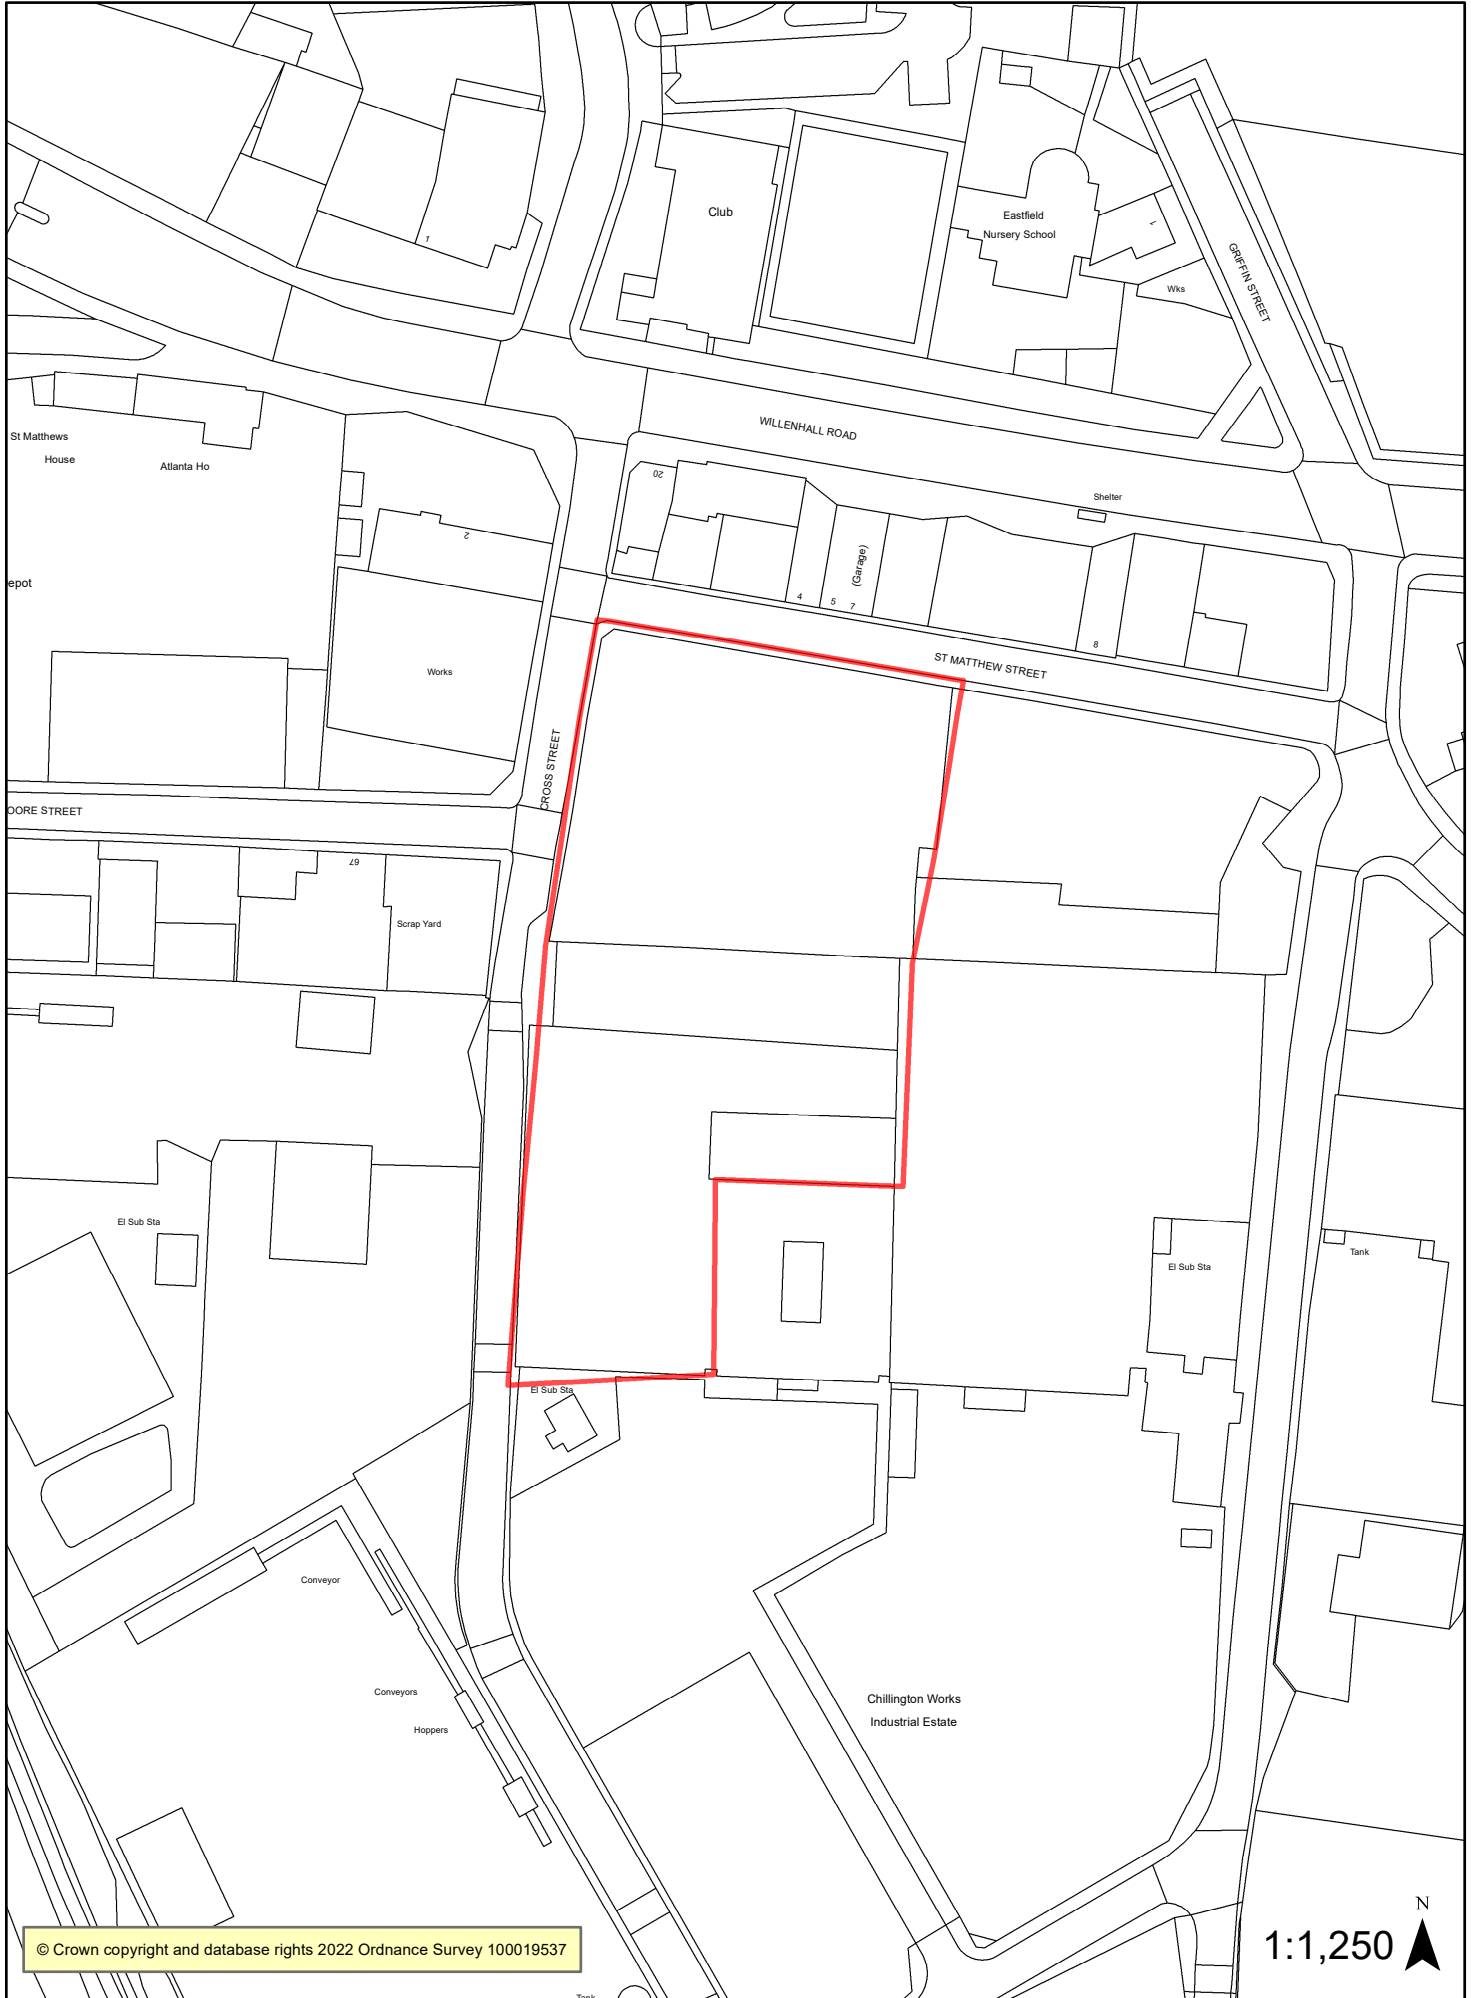 Club
Eastfield
Nursery School
1
1
Wks
GRIFFIN STREET
WILLENHALL ROAD
St Matthews
House
Atlanta Ho
20
Shelter
2
(Garage)
epot
4
5
7
8
ST MATTHEW STREET
Works
CROSS STREET
OORE STREET
67
Scrap Yard
El Sub Sta
El Sub Sta
Tank
El Sub Sta
Conveyor
Conveyors
Hoppers
Chillington Works
Industrial Estate
N
1:1,250
© Crown copyright and database rights 2022 Ordnance Survey 100019537
Tank